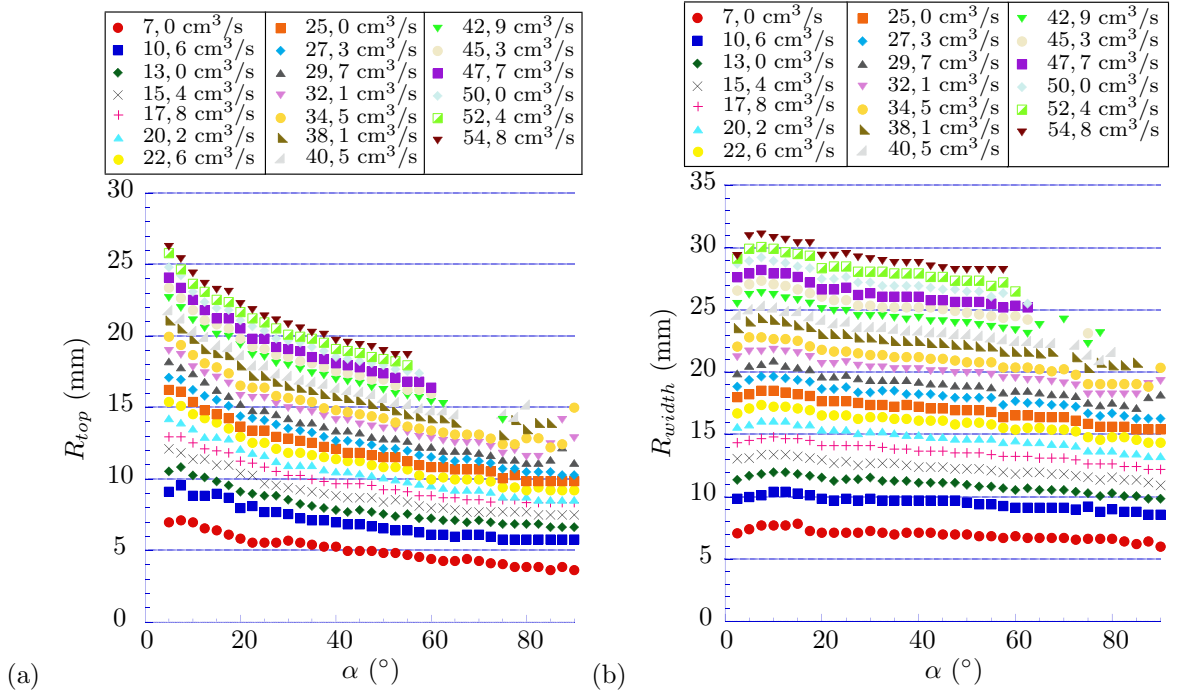 7,0 cm³/s 25,0 cm³/s 42,9 cm³/s
10,6 cm³/s 27,3 cm³/s 45,3 cm³/s
13,0 cm³/s 29,7 cm³/s 47,7 cm³/s
15,4 cm³/s 32,1 cm³/s 50,0 cm³/s
17,8 cm³/s 34,5 cm³/s 52,4 cm³/s
20,2 cm³/s 38,1 cm³/s 54,8 cm³/s
22,6 cm³/s 40,5 cm³/s
30
25
20
15
10
5
0
R_top (mm)
0 20 40 60 80
α (°)
(a)
7,0 cm³/s 25,0 cm³/s 42,9 cm³/s
10,6 cm³/s 27,3 cm³/s 45,3 cm³/s
13,0 cm³/s 29,7 cm³/s 47,7 cm³/s
15,4 cm³/s 32,1 cm³/s 50,0 cm³/s
17,8 cm³/s 34,5 cm³/s 52,4 cm³/s
20,2 cm³/s 38,1 cm³/s 54,8 cm³/s
22,6 cm³/s 40,5 cm³/s
35
30
25
20
15
10
5
0
R_width (mm)
0 20 40 60 80
α (°)
(b)